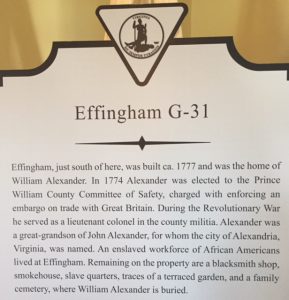 Effingham G-31
Effingham, just south of here, was built ca. 1777 and was the home of
William Alexander. In 1774 Alexander was elected to the Prince
William County Committee of Safety, charged with enforcing an
embargo on trade with Great Britain. During the Revolutionary War
he served as a lieutenant colonel in the county militia. Alexander was
a great-grandson of John Alexander, for whom the city of Alexandria,
Virginia, was named. An enslaved workforce of African Americans
lived at Effingham. Remaining on the property are a blacksmith shop,
smokehouse, slave quarters, traces of a terraced garden, and a family
cemetery, where William Alexander is buried.